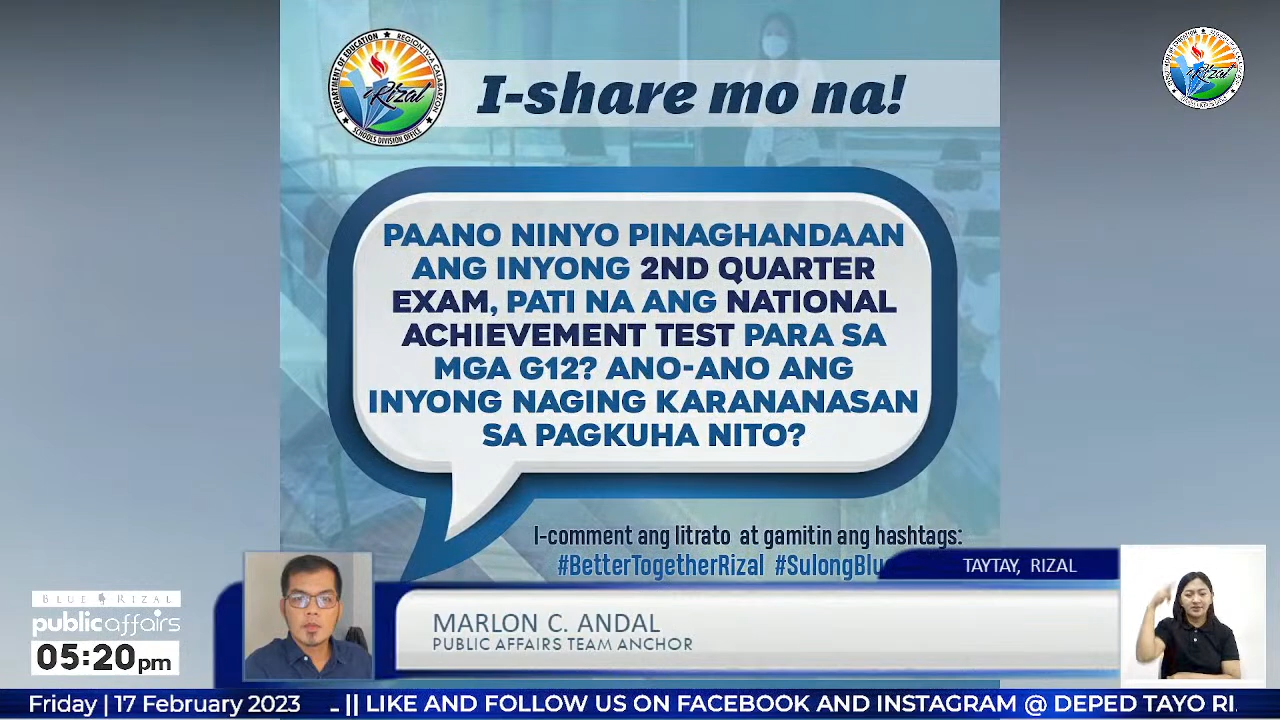 DEPARTMENT OF EDUCATION
REGION IV-A CALABARZON
Rizal
SCHOOLS DIVISION OFFICE
I-share mo na!
PAANO NINYO PINAGHANDAAN
ANG INYONG 2ND QUARTER
EXAM, PATI NA ANG NATIONAL
ACHIEVEMENT TEST PARA SA
MGA G12? ANO-ANO ANG
INYONG NAGING KARANANASAN
SA PAGKUHA NITO?
I-comment ang litrato at gamitin ang hashtags:
#BetterTogetherRizal #SulongBlu
TAYTAY, RIZAL
MARLON C. ANDAL
PUBLIC AFFAIRS TEAM ANCHOR
BLUE RIZAL
public affairs
05:20pm
Friday | 17 February 2023
|| LIKE AND FOLLOW US ON FACEBOOK AND INSTAGRAM @ DEPED TAYO RI
Rizal